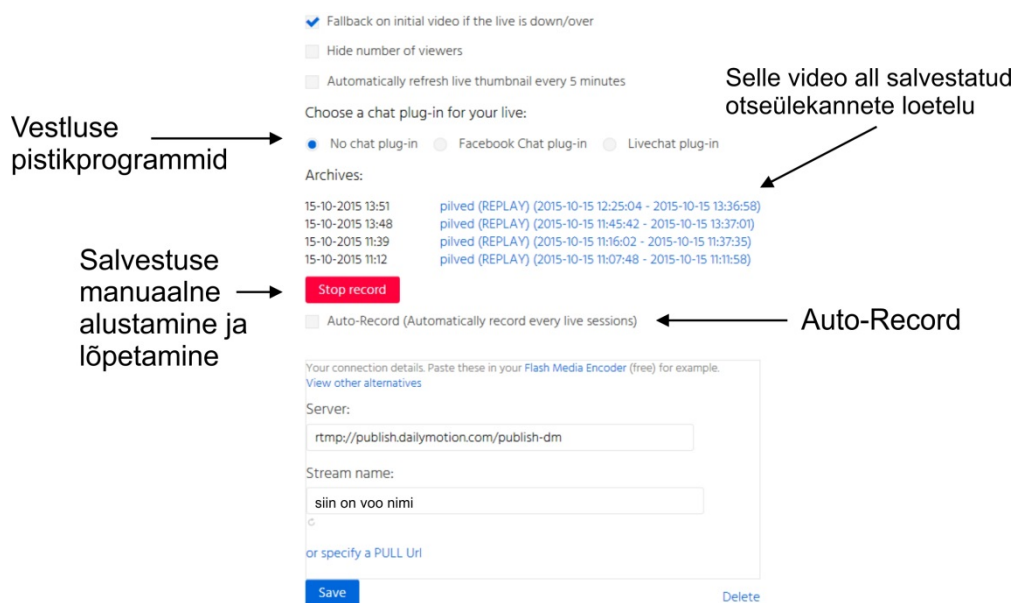 Fallback on initial video if the live is down/over
Hide number of viewers
Automatically refresh live thumbnail every 5 minutes
Selle video all salvestatud
otseülekannete loetelu
Choose a chat plug-in for your live:
Vestluse
pistikprogrammid
No chat plug-in Facebook Chat plug-in Livechat plug-in
Archives:
15-10-2015 13:51 pilved (REPLAY) (2015-10-15 12:25:04 - 2015-10-15 13:36:58)
15-10-2015 13:48 pilved (REPLAY) (2015-10-15 11:45:42 - 2015-10-15 13:37:01)
15-10-2015 11:39 pilved (REPLAY) (2015-10-15 11:16:02 - 2015-10-15 11:37:35)
15-10-2015 11:12 pilved (REPLAY) (2015-10-15 11:07:48 - 2015-10-15 11:11:58)
Salvestuse
manuaalne
alustamine ja
lõpetamine
Stop record
Auto-Record (Automatically record every live sessions)
Auto-Record
Your connection details. Paste these in your Flash Media Encoder (free) for example.
View other alternatives
Server:
rtmp://publish.dailymotion.com/publish-dm
Stream name:
siin on voo nimi
or specify a PULL Url
Save
Delete